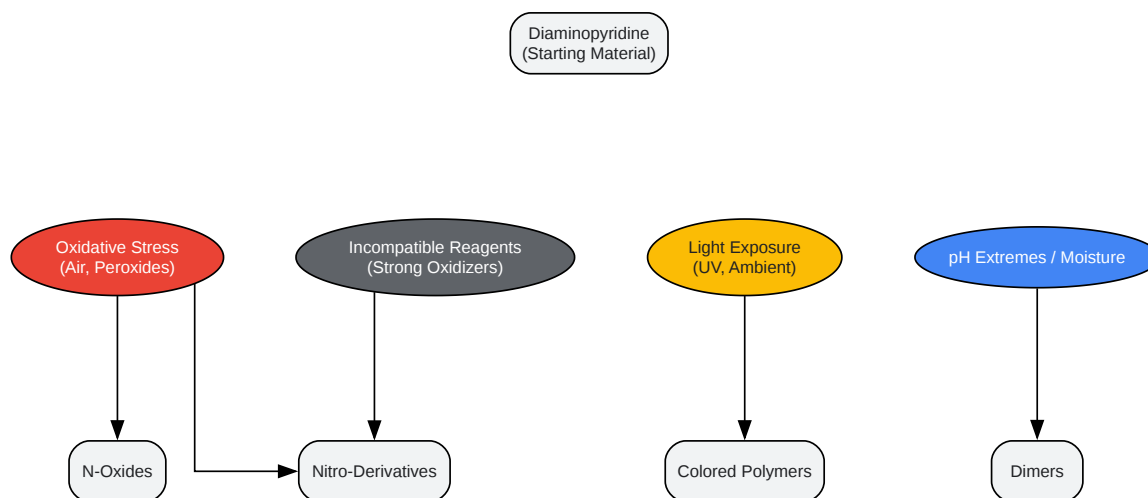 Diaminopyridine
(Starting Material)
Oxidative Stress
(Air, Peroxides)
Incompatible Reagents
(Strong Oxidizers)
Light Exposure
(UV, Ambient)
pH Extremes / Moisture
N-Oxides
Nitro-Derivatives
Colored Polymers
Dimers